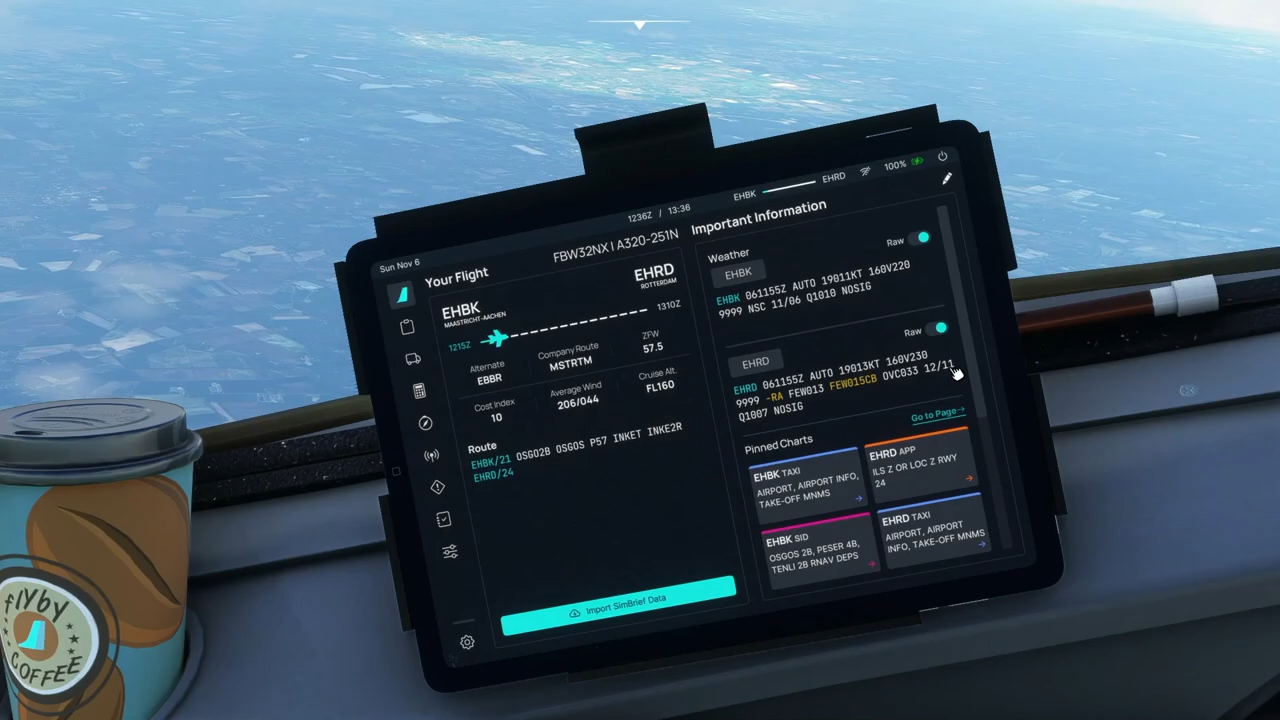 Sun Nov 6
1236Z / 13:36
EHBK
EHRD
100%
Your Flight
FBW32NX | A320-251N
EHBK
MAASTRICHT-AACHEN
EHRD
ROTTERDAM
1215Z
1310Z
Alternate
EBBR
Company Route
MSTRTM
ZFW
57.5
Cost Index
10
Average Wind
206/044
Cruise Alt.
FL160
Route
EHBK/21 OSGO2B OSGOS P57 INKET INKE2R
EHRD/24
Import SimBrief Data
Important Information
Weather
Raw
EHBK
EHBK 061155Z AUTO 19011KT 160V220
9999 NSC 11/06 Q1010 NOSIG
Raw
EHRD
EHRD 061155Z AUTO 19013KT 160V230
9999 -RA FEW013 FEW015CB OVC033 12/11
Q1007 NOSIG
Go to Page
Pinned Charts
EHBK TAXI
AIRPORT, AIRPORT INFO,
TAKE-OFF MNMS
EHRD APP
ILS Z OR LOC Z RWY
24
EHBK SID
OSGOS 2B, PESER 4B,
TENLI 2B RNAV DEPS
EHRD TAXI
AIRPORT, AIRPORT
INFO, TAKE-OFF MNMS
flyby
COFFEE